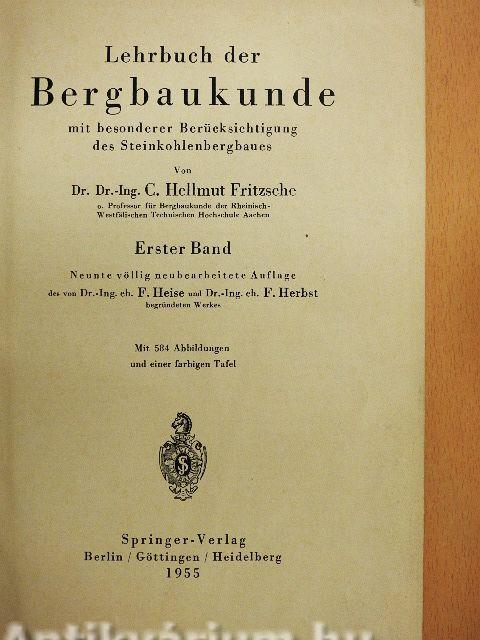 Lehrbuch der
Bergbaukunde
mit besonderer Berücksichtigung
des Steinkohlenbergbaues
Von
Dr. Dr.-Ing. C. Hellmut Fritzsche
o. Professor für Bergbaukunde der Rheinisch-
Westfälischen Technischen Hochschule Aachen
Erster Band
Neunte völlig neubearbeitete Auflage
des von Dr.-Ing. eh. F. Heise und Dr.-Ing. eh. F. Herbst
begründeten Werkes
Mit 584 Abbildungen
und einer farbigen Tafel
Springer-Verlag
Berlin / Göttingen / Heidelberg
1955
Antikvárium.hu